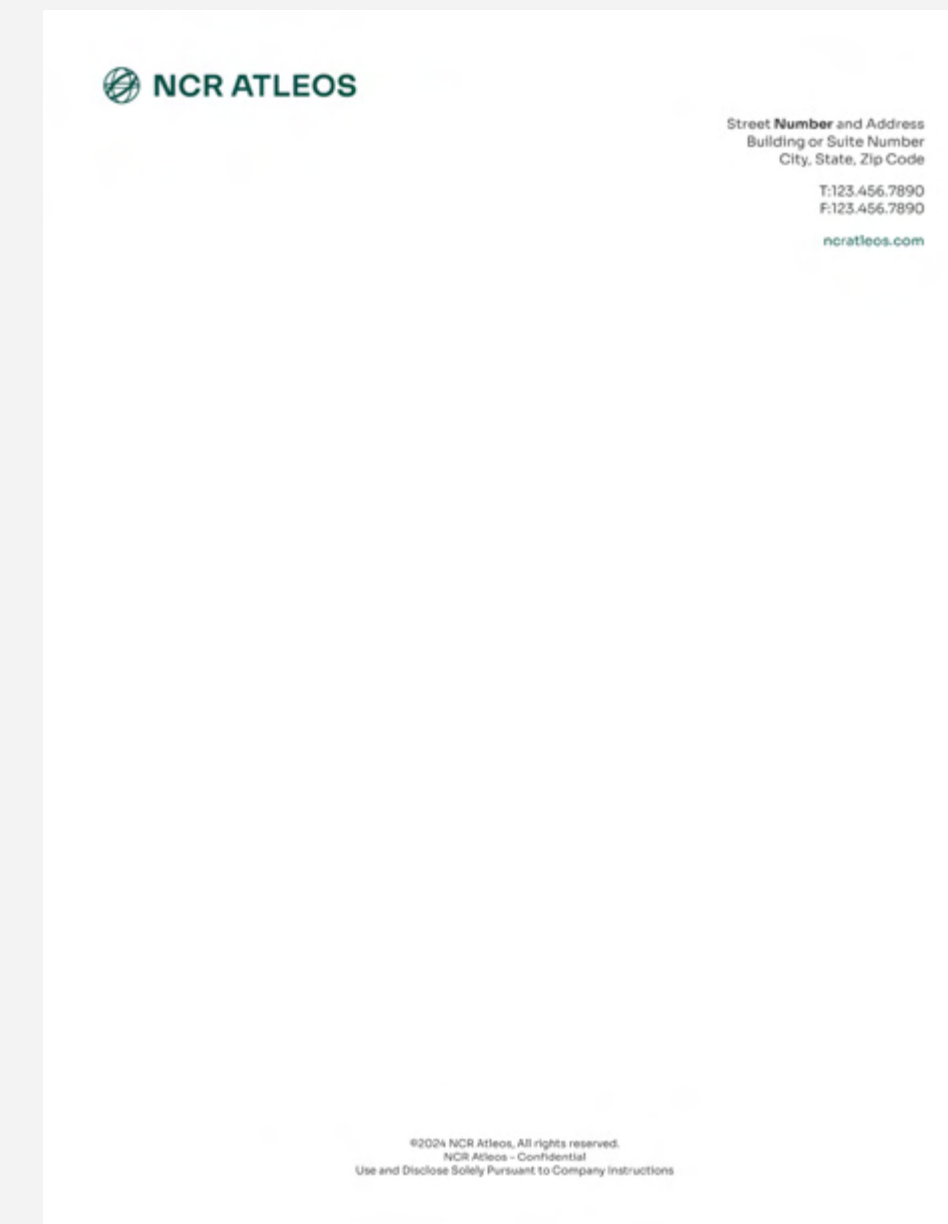 NCR ATLEOS
Street Number and Address
Building or Suite Number
City, State, Zip Code
T:123.456.7890
F:123.456.7890
ncratleos.com
©2024 NCR Atleos, All rights reserved.
NCR Atleos – Confidential
Use and Disclose Solely Pursuant to Company Instructions